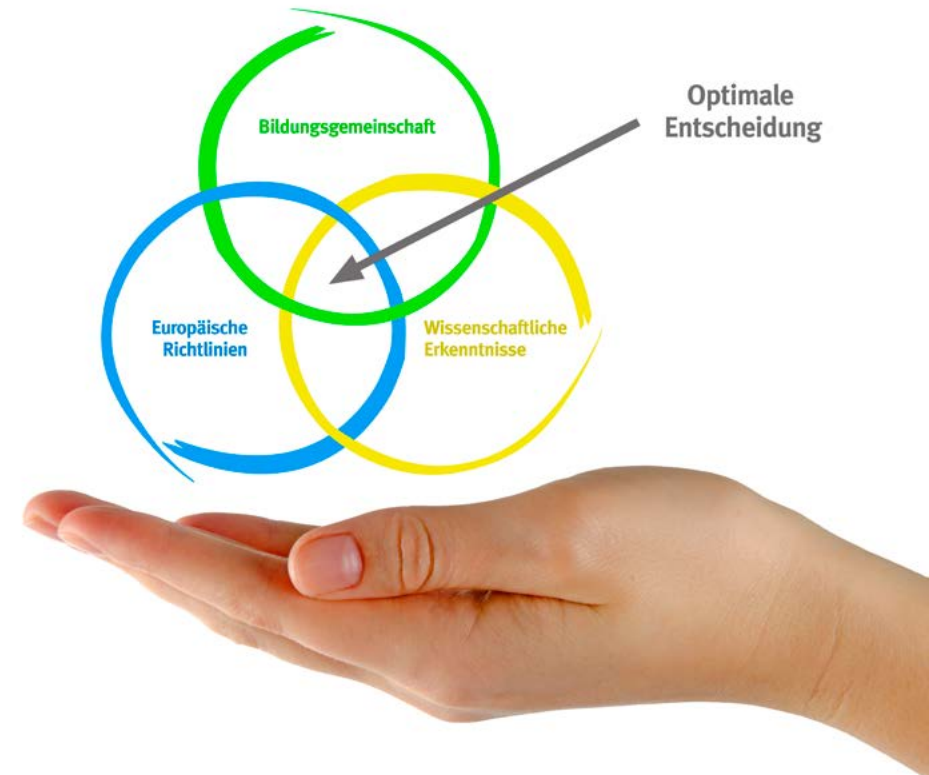 Optimale
Entscheidung
Bildungsgemeinschaft
Europäische
Richtlinien
Wissenschaftliche
Erkenntnisse